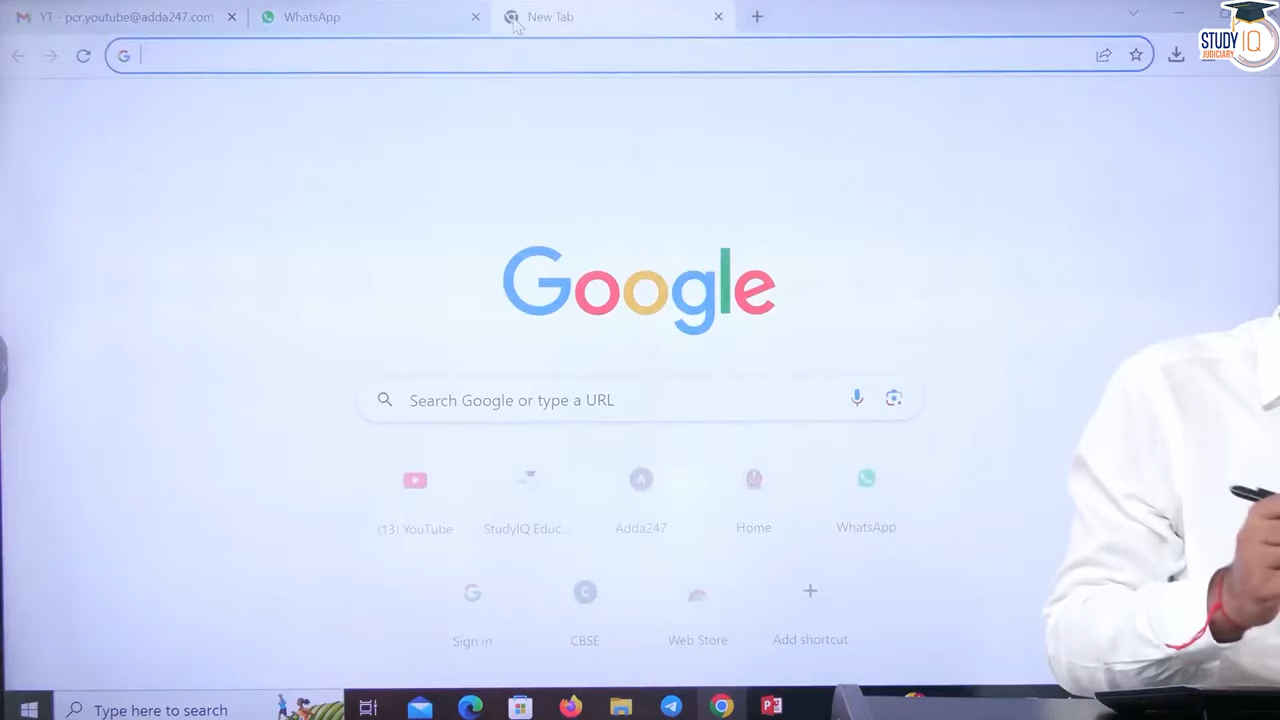 YT - pcr.youtube@adda247.com
WhatsApp
New Tab
STUDY IQ
JUDICIARY
Google
Search Google or type a URL
(13) YouTube
StudyIQ Educ...
Adda247
Home
WhatsApp
Sign in
CBSE
Web Store
Add shortcut
Type here to search